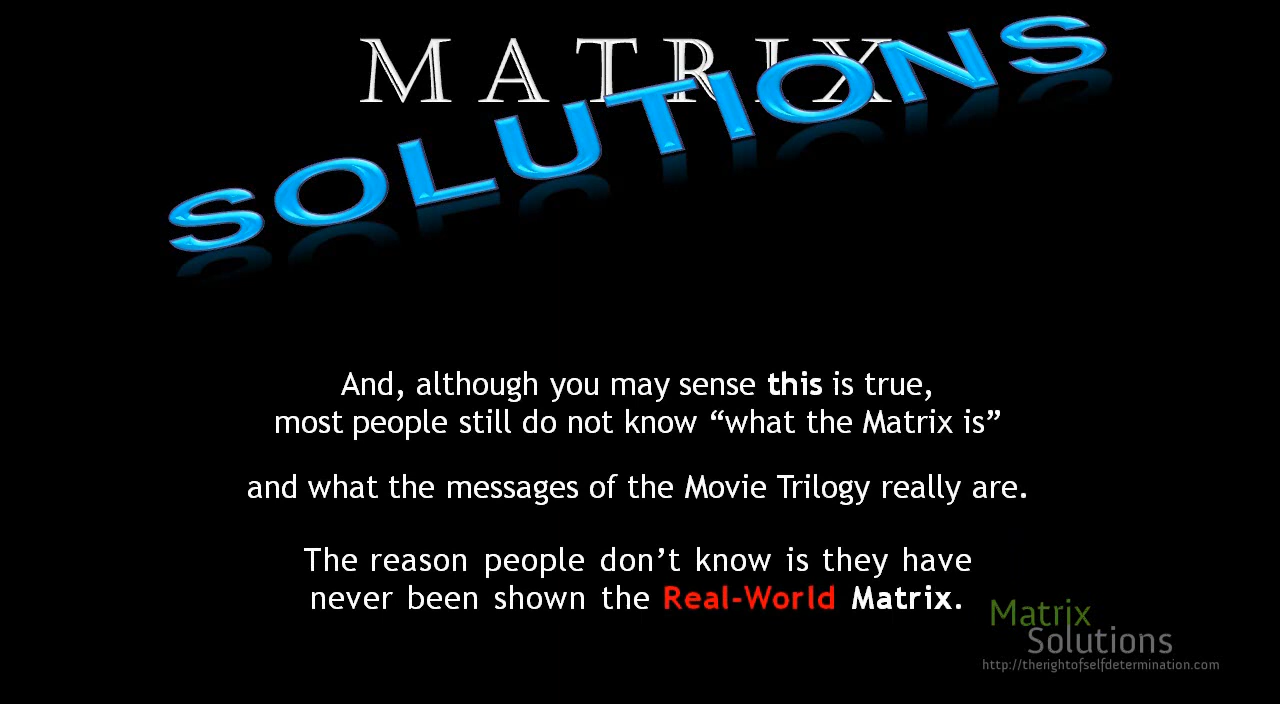 MATRIX
SOLUTIONS
And, although you may sense this is true,
most people still do not know “what the Matrix is”
and what the messages of the Movie Trilogy really are.
The reason people don’t know is they have
never been shown the Real-World Matrix.
Matrix
Solutions
http://therightofselfdetermination.com